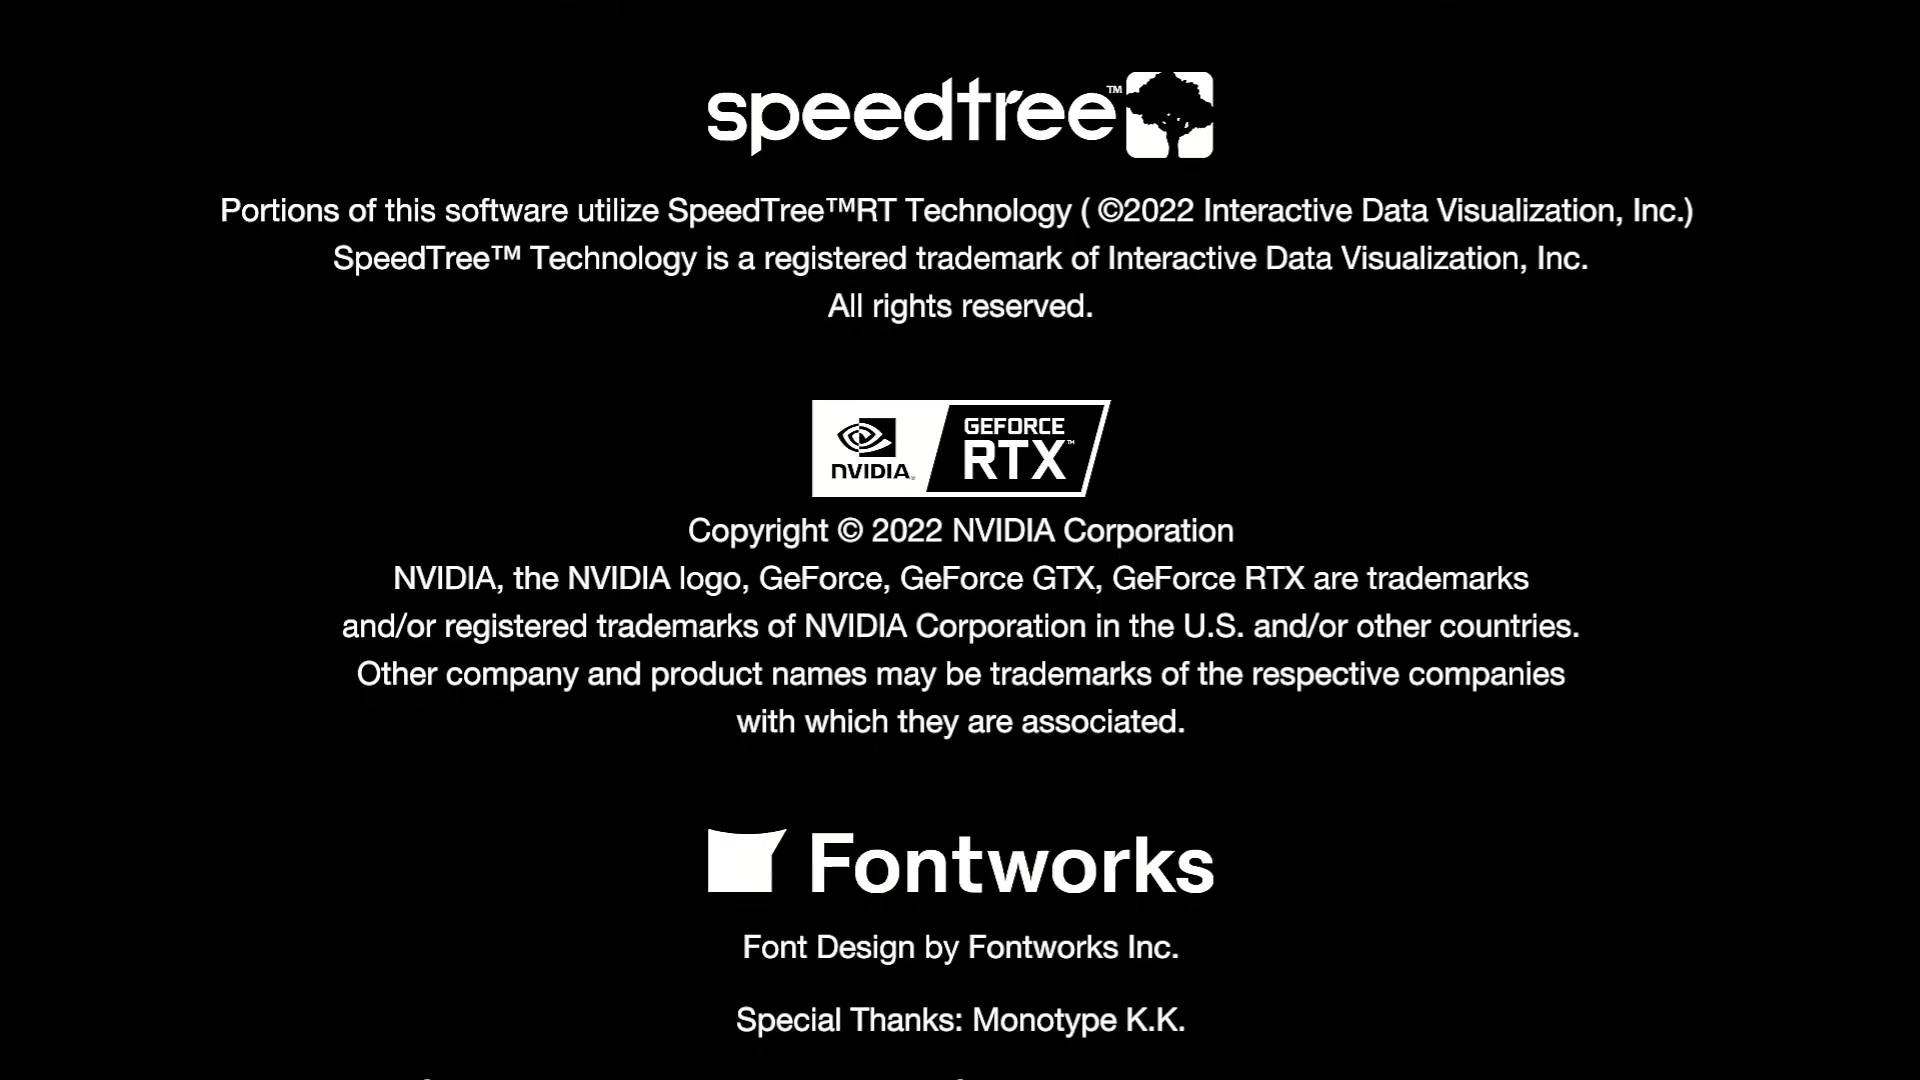 speedtree™
Portions of this software utilize SpeedTree™RT Technology ( ©2022 Interactive Data Visualization, Inc.)
SpeedTree™ Technology is a registered trademark of Interactive Data Visualization, Inc.
All rights reserved.
NVIDIA. GEFORCE RTX™
Copyright © 2022 NVIDIA Corporation
NVIDIA, the NVIDIA logo, GeForce, GeForce GTX, GeForce RTX are trademarks
and/or registered trademarks of NVIDIA Corporation in the U.S. and/or other countries.
Other company and product names may be trademarks of the respective companies
with which they are associated.
Fontworks
Font Design by Fontworks Inc.
Special Thanks: Monotype K.K.